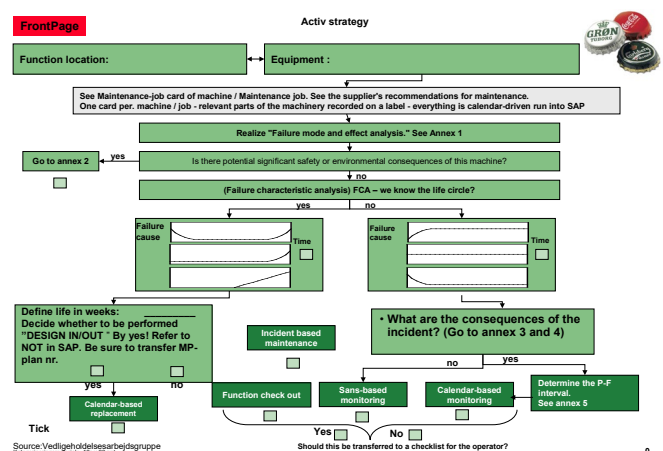 FrontPage
Activ strategy
GRØN
TUBORG
Function location:
Equipment :
See Maintenance-job card of machine / Maintenance job. See the supplier's recommendations for maintenance.
One card per. machine / job - relevant parts of the machinery recorded on a label - everything is calendar-driven run into SAP
Realize "Failure mode and effect analysis." See Annex 1
Go to annex 2
yes
Is there potential significant safety or environmental consequences of this machine?
no
(Failure characteristic analysis) FCA – we know the life circle?
yes
no
Failure
cause
Time
Failure
cause
Time
Define life in weeks:
Decide whether to be performed
"DESIGN IN/OUT " By yes! Refer to
NOT in SAP. Be sure to transfer MP-
plan nr.
yes
no
Incident based
maintenance
• What are the consequences of the
incident? (Go to annex 3 and 4)
no
yes
Calendar-based
replacement
Function check out
Sans-based
monitoring
Calendar-based
monitoring
Determine the P-F
interval.
See annex 5
Tick
Yes
No
Source:Vedligeholdelsesarbejdsgruppe
Should this be transferred to a checklist for the operator?